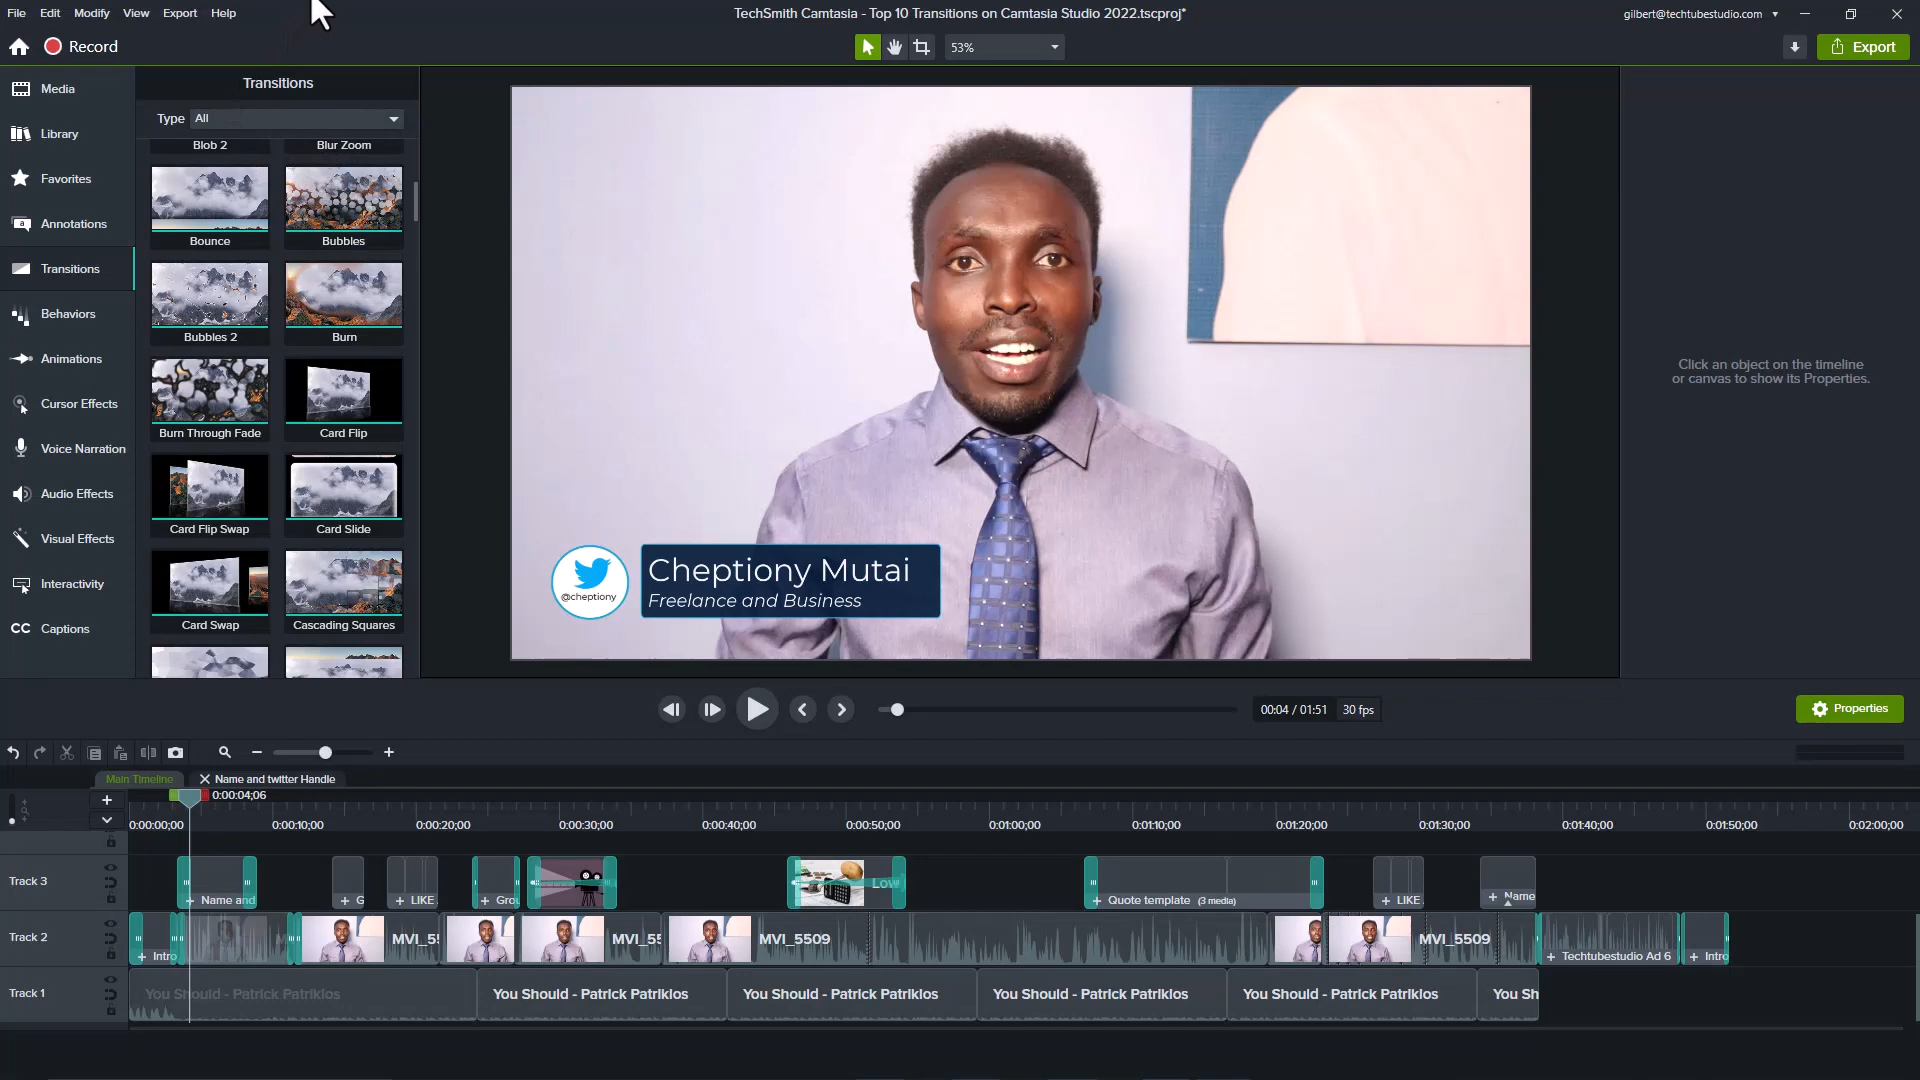 File Edit Modify View Export Help
TechSmith Camtasia - Top 10 Transitions on Camtasia Studio 2022.tscproj*
gilbert@techtubestudio.com
Record
53%
Export
Media
Library
Favorites
Annotations
Transitions
Behaviors
Animations
Cursor Effects
Voice Narration
Audio Effects
Visual Effects
Interactivity
CC Captions
Transitions
Type All
Blob 2 Blur Zoom
Bounce Bubbles
Bubbles 2 Burn
Burn Through Fade Card Flip
Card Flip Swap Card Slide
Card Swap Cascading Squares
@cheptiony
Cheptiony Mutai
Freelance and Business
Click an object on the timeline
or canvas to show its Properties.
00:04 / 01:51 30 fps
Properties
Main Timeline Name and twitter Handle
0:00:04;06
0:00:00;00 0:00:10;00 0:00:20;00 0:00:30;00 0:00:40;00 0:00:50;00 0:01:00;00 0:01:10;00 0:01:20;00 0:01:30;00 0:01:40;00 0:01:50;00 0:02:00;00
Track 3
+ Name and + G + LIKE + Grou Low + Quote template (3 media) + LIKE + Name
Track 2
+ Intro MVI_55 MVI_55 MVI_5509 MVI_5509 + Techtubestudio Ad 6 + Intro
Track 1
You Should - Patrick Patrikios You Should - Patrick Patrikios You Should - Patrick Patrikios You Should - Patrick Patrikios You Should - Patrick Patrikios You Sh